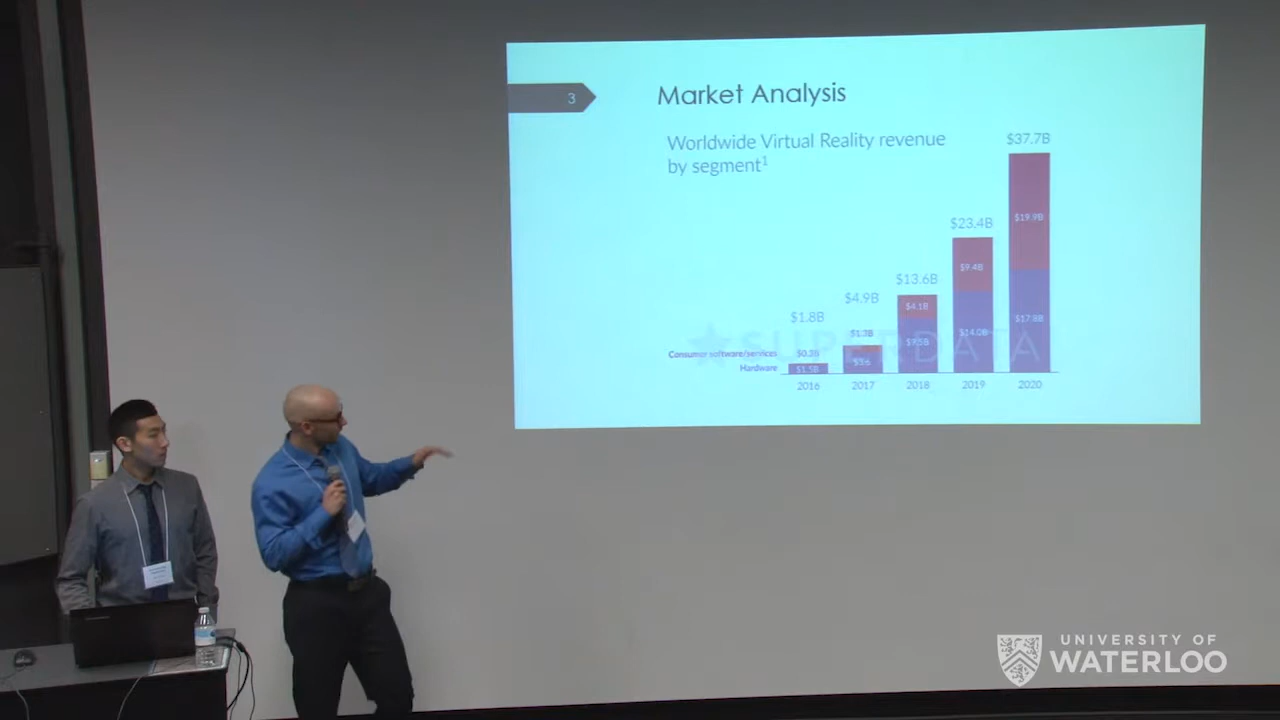 3
Market Analysis
Worldwide Virtual Reality revenue
by segment1
$37.7B
$19.9B
$23.4B
$9.4B
$13.6B
$4.9B
$4.1B
$1.8B
$17.8B
$14.0B
$9.5B
SUPERDATA
Consumer software/services
$0.3B
Hardware
$1.5B
2016
2017
2018
2019
2020
UNIVERSITY OF
WATERLOO